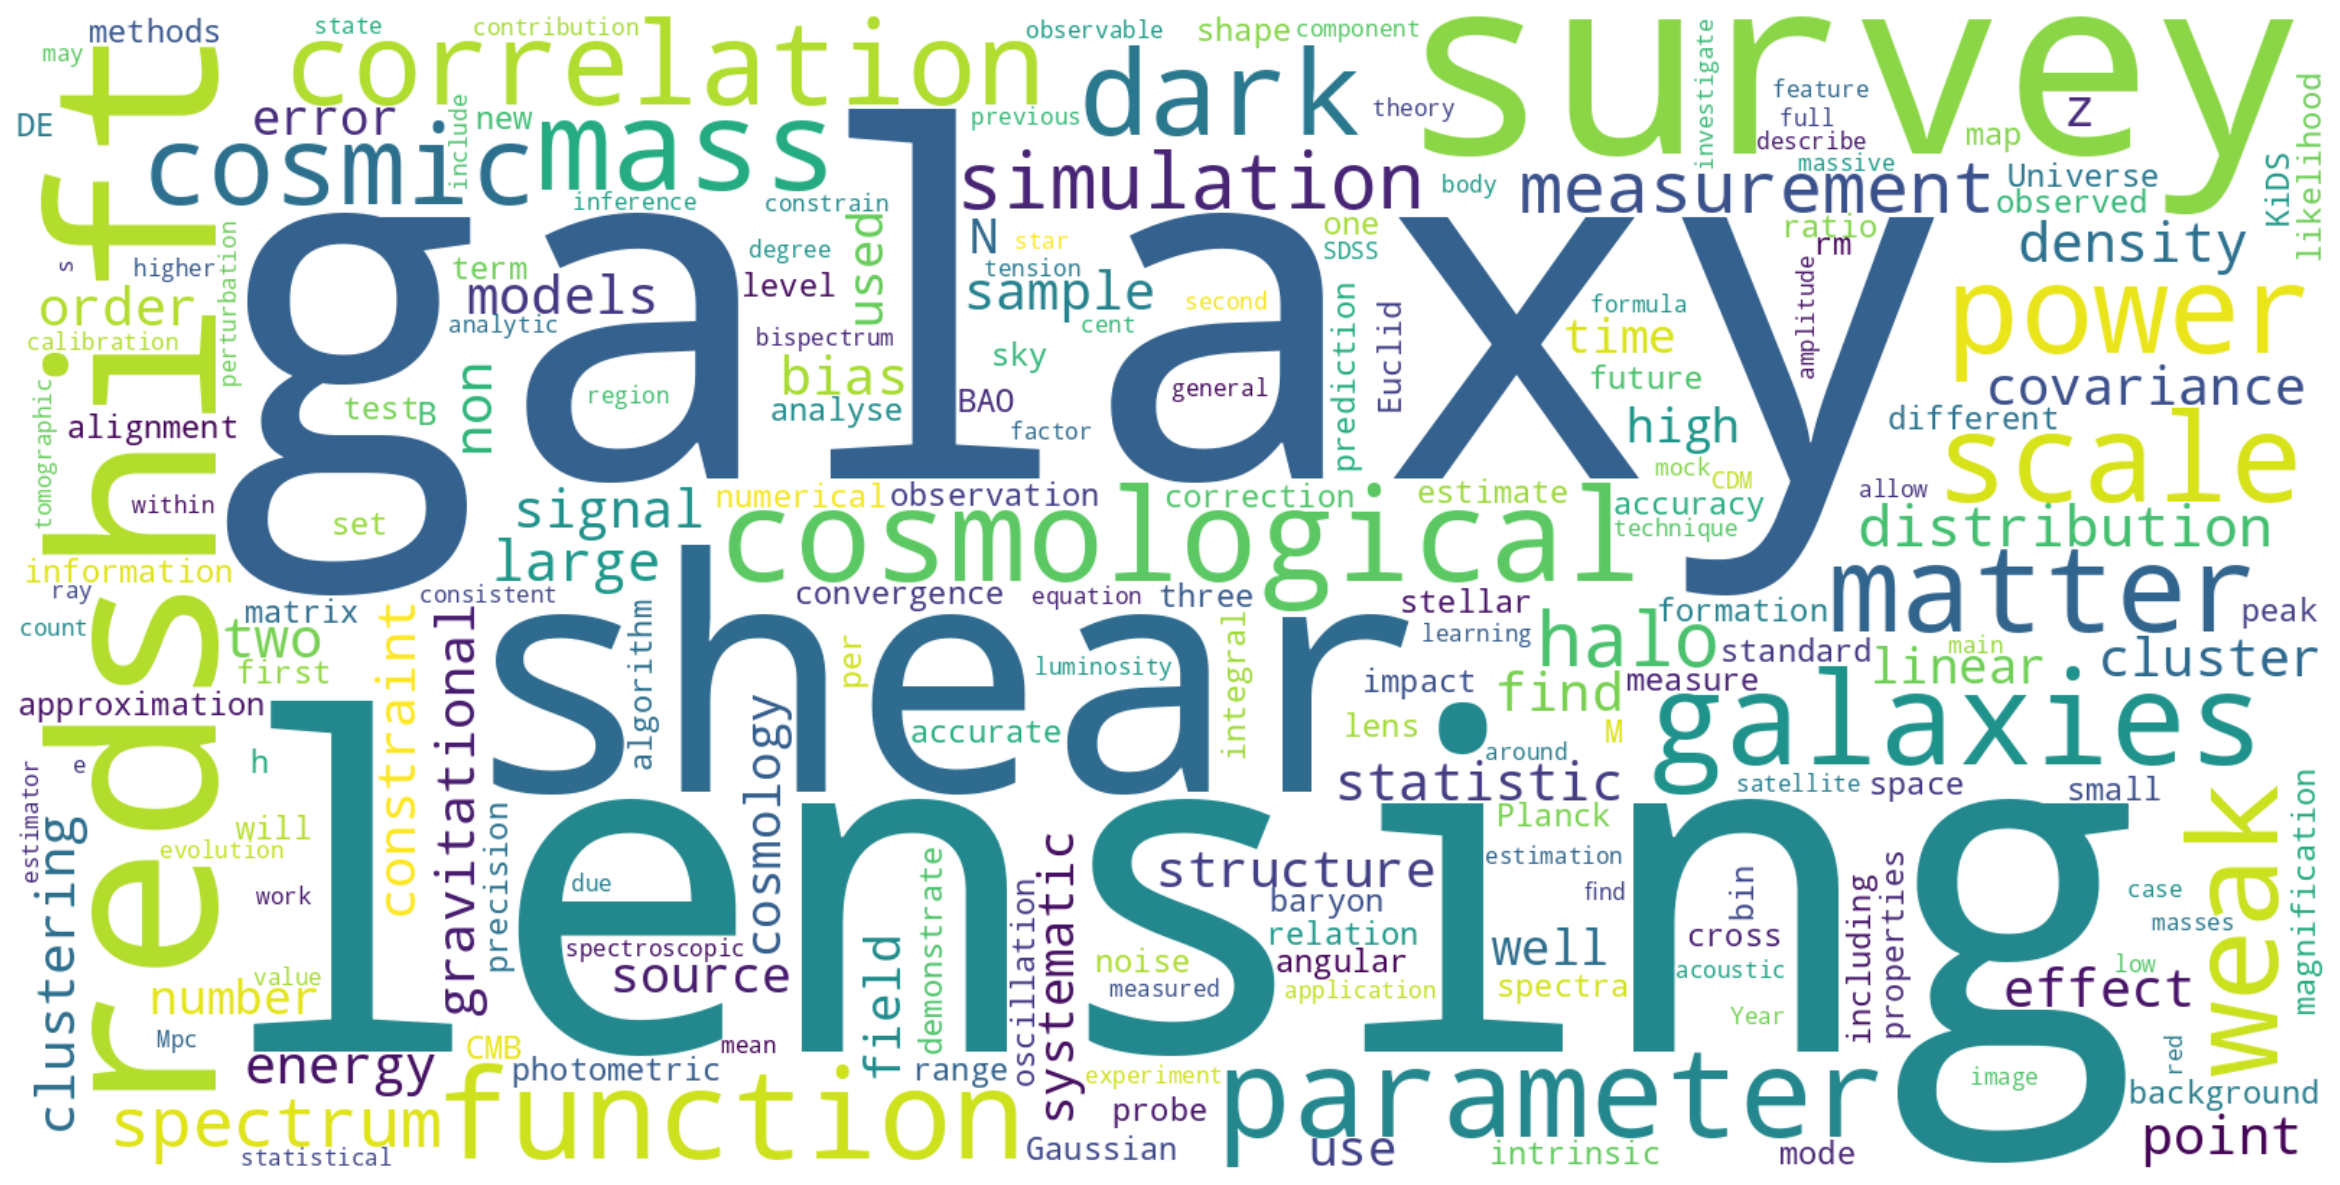 methods
state
contribution
observable
shape
component
survey
may
correlation
dark
investigate
feature
z
likelihood
redshift
DE
error
include
new
mass
previous
theory
full
describe
map
cosmic
simulation
body
massive
measurement
Universe
observed
KiDS
inference
constrain
galaxy
used
N
star
one
SDSS
ratio
rm
density
s
higher
perturbation
term
degree
level
tension
models
sample
second
order
analytic
cent
Euclid
formula
time
amplitude
power
calibration
bispectrum
sky
prediction
bias
future
covariance
non
region
BAO
general
test
B
analyse
factor
high
different
scale
alignment
tomographic
mock
CDM
within
set
signal
numerical
observation
correction
estimate
accuracy
allow
cosmological
technique
distribution
information
large
ray
consistent
convergence
equation
three
stellar
matter
formation
peak
matrix
count
two
constraint
gravitational
shear
algorithm
per
integral
learning
halo
standard
main
linear
cluster
first
luminosity
impact
find
measure
approximation
galaxies
lensing
cosmology
accurate
lens
M
around
e
h
statistic
satellite
space
small
estimator
clustering
precision
Planck
weak
magnification
will
evolution
structure
estimation
systematic
demonstrate
due
work
baryon
find
bin
including
properties
case
masses
spectroscopic
relation
well
cross
field
oscillation
noise
angular
source
acoustic
low
value
number
measured
application
spectra
effect
Mpc
Year
CMB
mean
red
energy
photometric
range
experiment
parameter
image
function
background
spectrum
probe
Gaussian
use
intrinsic
mode
point
statistical